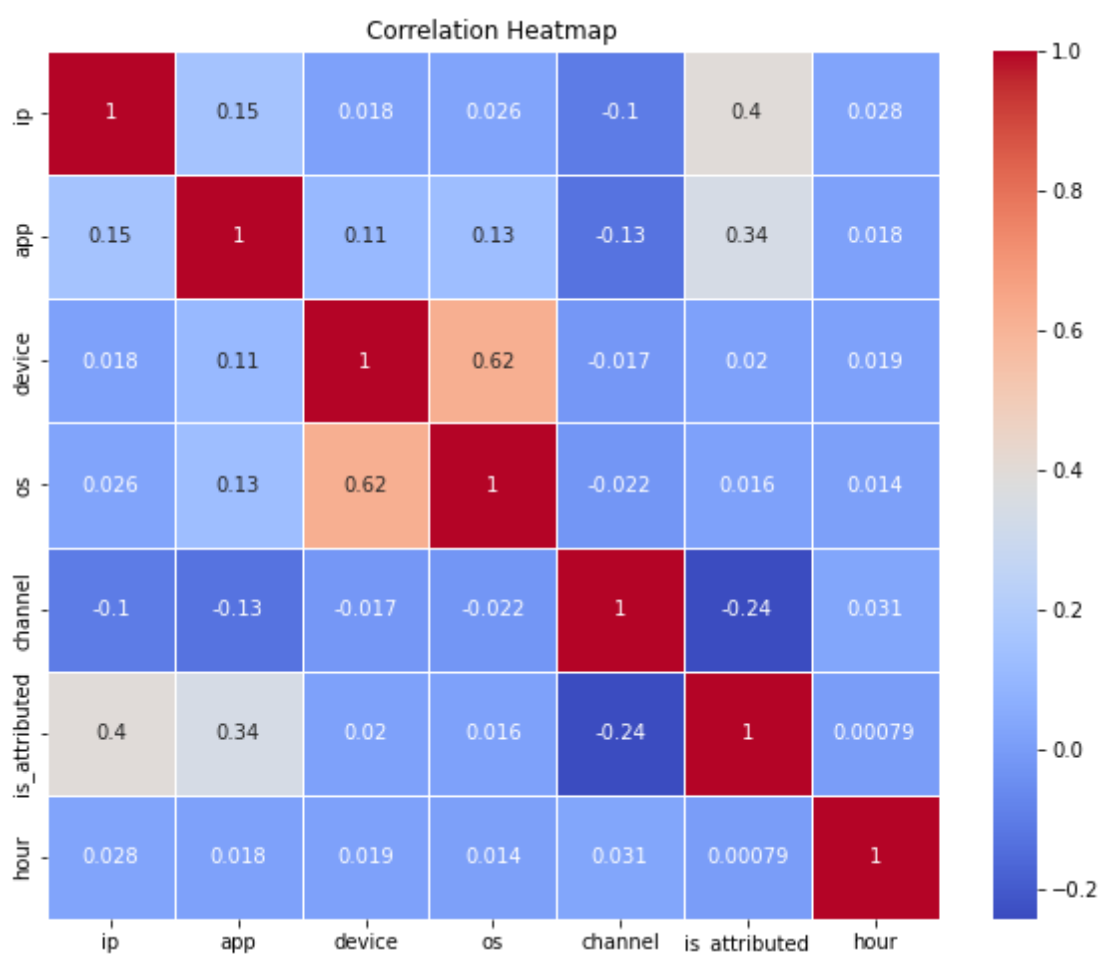 Correlation Heatmap
ip 1 0.15 0.018 0.026 -0.1 0.4 0.028
app 0.15 1 0.11 0.13 -0.13 0.34 0.018
device 0.018 0.11 1 0.62 -0.017 0.02 0.019
os 0.026 0.13 0.62 1 -0.022 0.016 0.014
channel -0.1 -0.13 -0.017 -0.022 1 -0.24 0.031
is_attributed 0.4 0.34 0.02 0.016 -0.24 1 0.00079
hour 0.028 0.018 0.019 0.014 0.031 0.00079 1
ip app device os channel is_attributed hour
1.0
0.8
0.6
0.4
0.2
0.0
−0.2